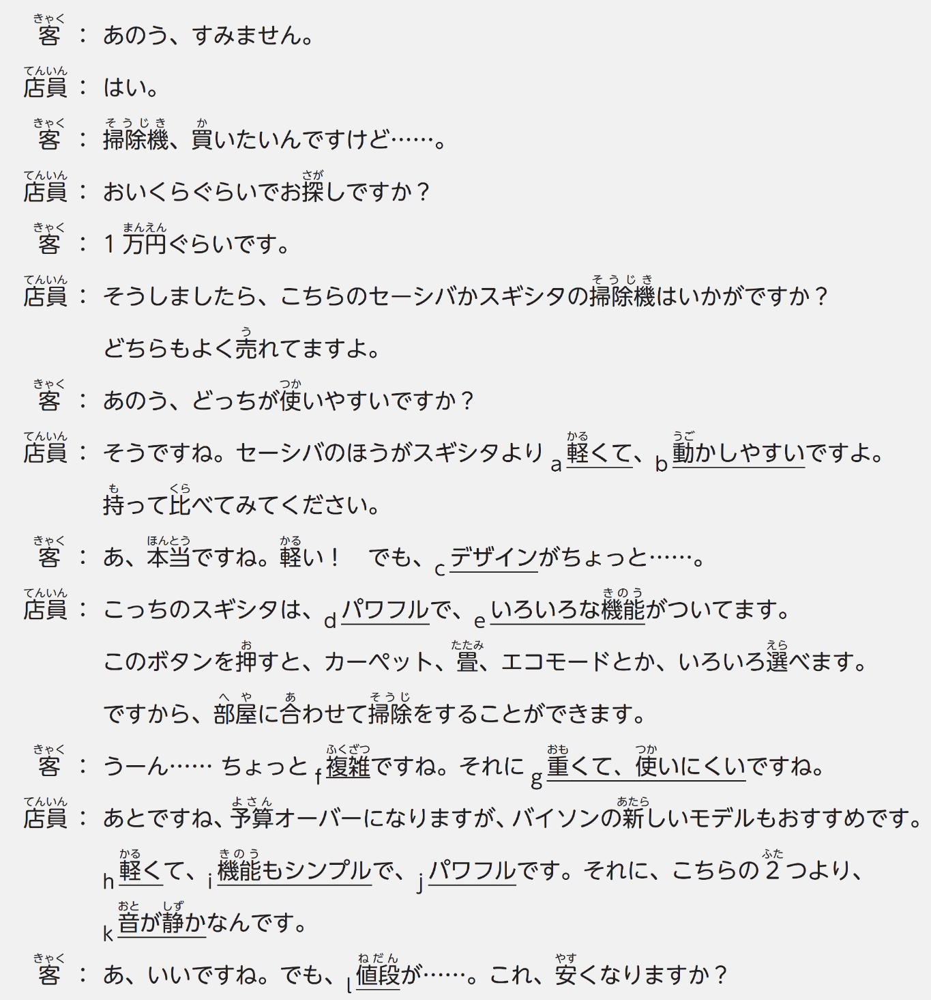 客：あのう、すみません。
店員：はい。
客：掃除機、買いたいんですけど……。
店員：おいくらぐらいでお探しですか？
客：1万円ぐらいです。
店員：そうしましたら、こちらのセーシバかスギシタの掃除機はいかがですか？
どちらもよく売れてますよ。
客：あのう、どっちが使いやすいですか？
店員：そうですね。セーシバのほうがスギシタより a 軽くて、b 動かしやすいですよ。
持って比べてみてください。
客：あ、本当ですね。軽い！　でも、c デザインがちょっと……。
店員：こっちのスギシタは、d パワフルで、e いろいろな機能がついてます。
このボタンを押すと、カーペット、畳、エコモードとか、いろいろ選べます。
ですから、部屋に合わせて掃除をすることができます。
客：うーん…… ちょっと f 複雑ですね。それに g 重くて、使いにくいですね。
店員：あとですね、予算オーバーになりますが、バイソンの新しいモデルもおすすめです。
h 軽くて、i 機能もシンプルで、j パワフルです。それに、こちらの2つより、
k 音が静かなんです。
客：あ、いいですね。でも、l 値段が……。これ、安くなりますか？